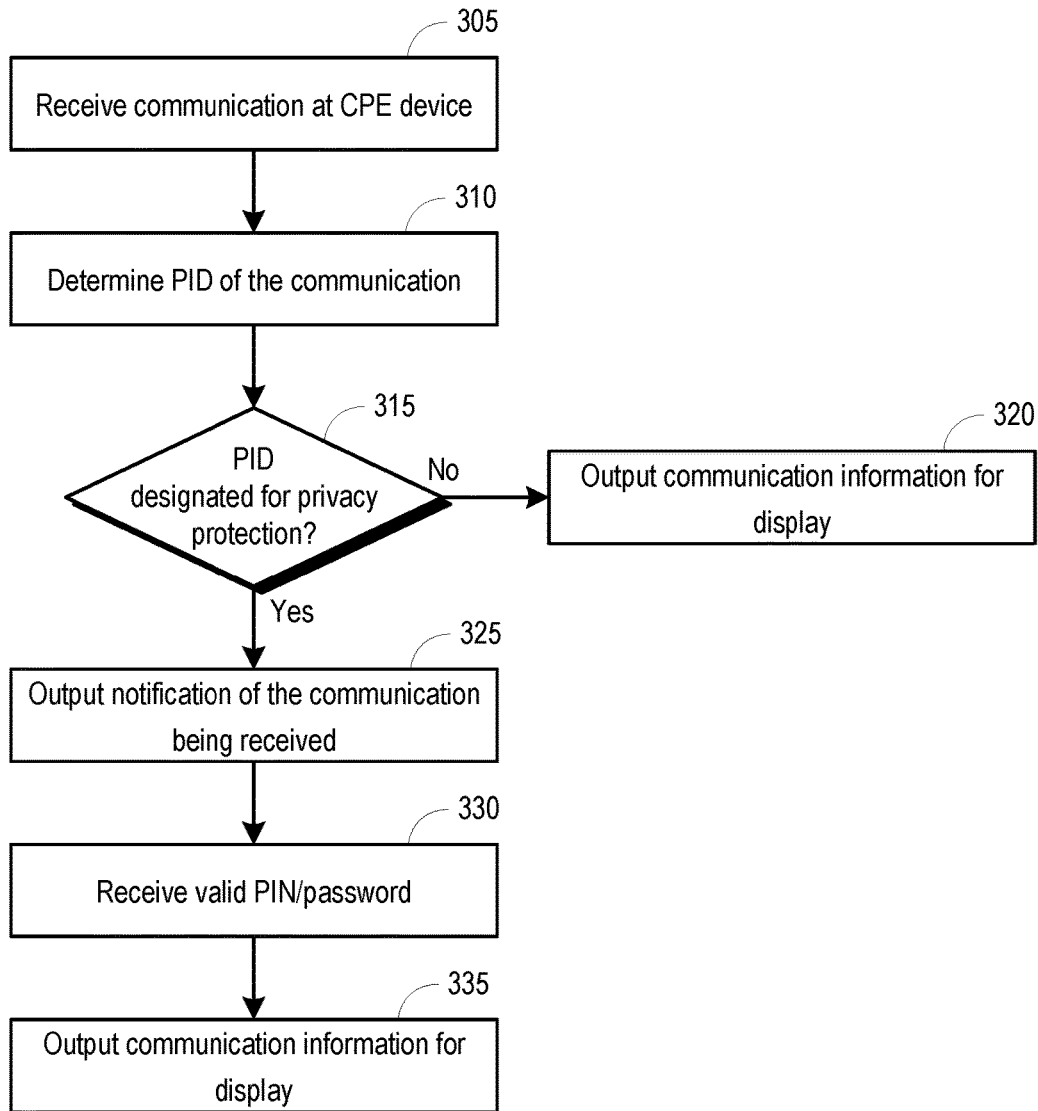 305
Receive communication at CPE device
310
Determine PID of the communication
315
PID
designated for privacy
protection?
No
320
Output communication information for
display
Yes
325
Output notification of the communication
being received
330
Receive valid PIN/password
335
Output communication information for
display